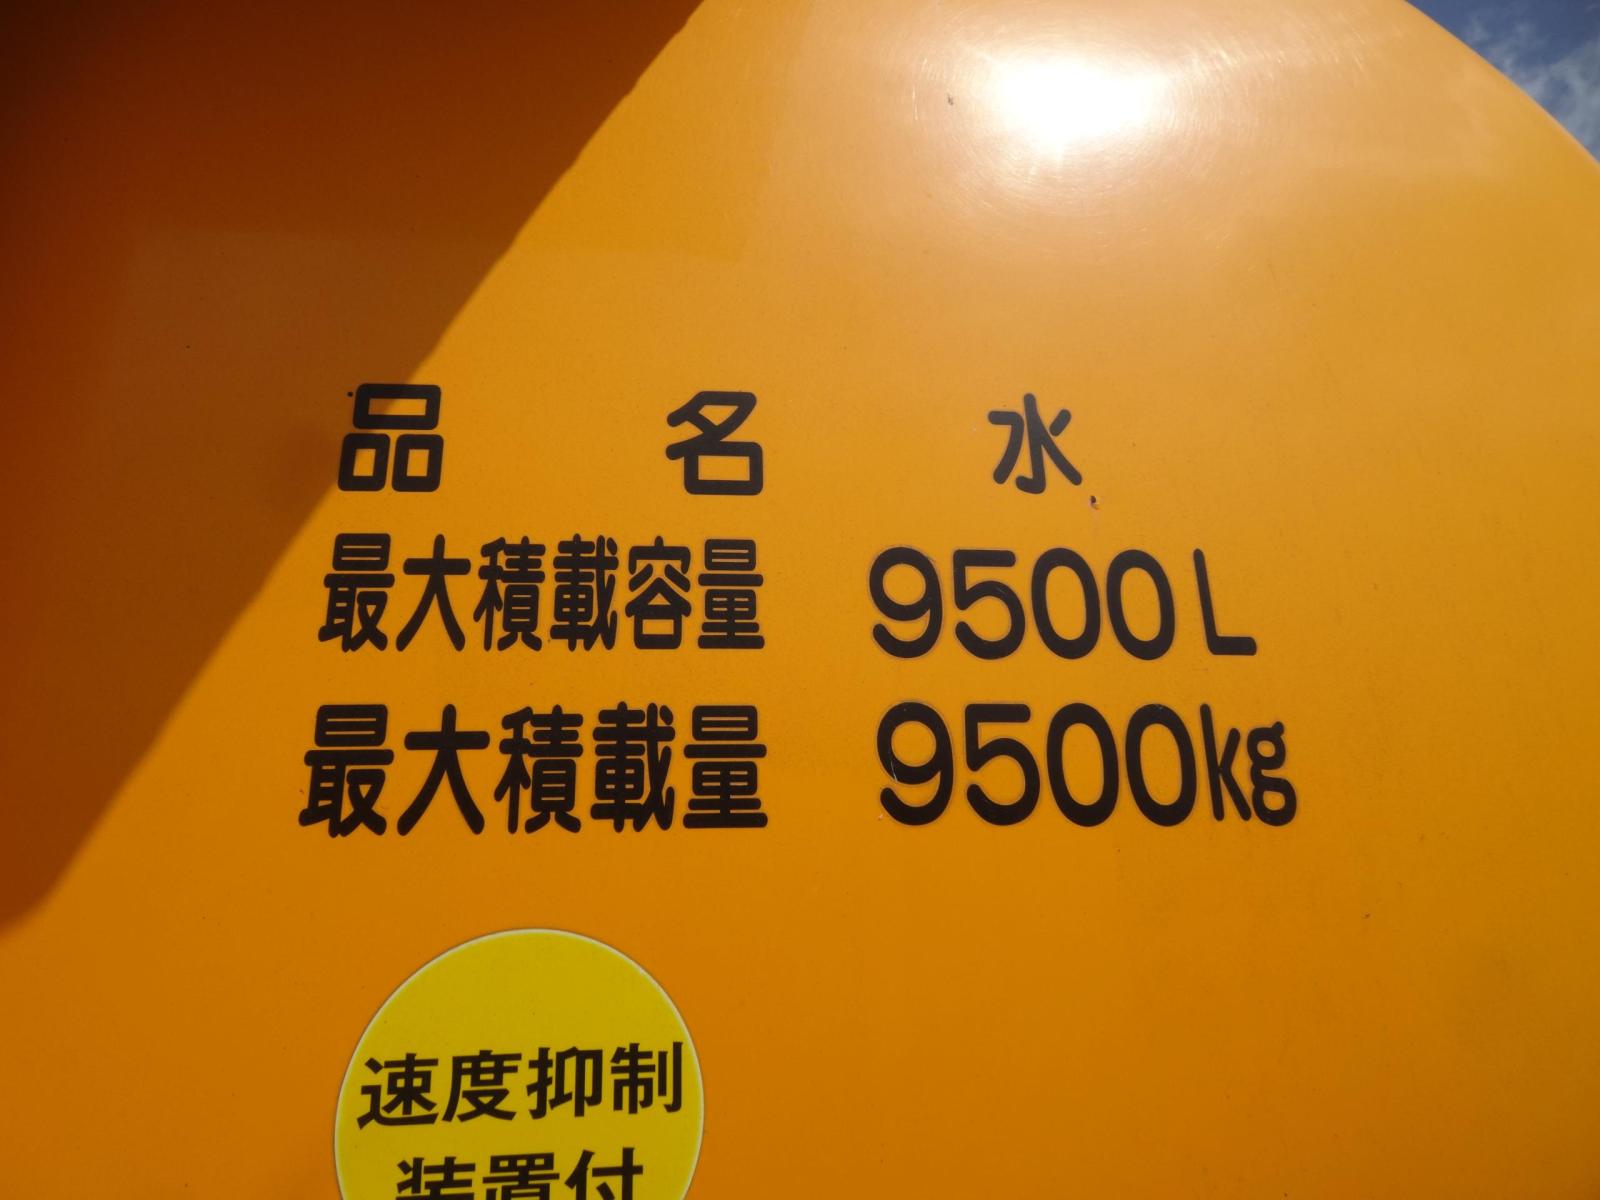 品 名 水
最大積載容量 9500L
最大積載量 9500kg
速度抑制
装置付